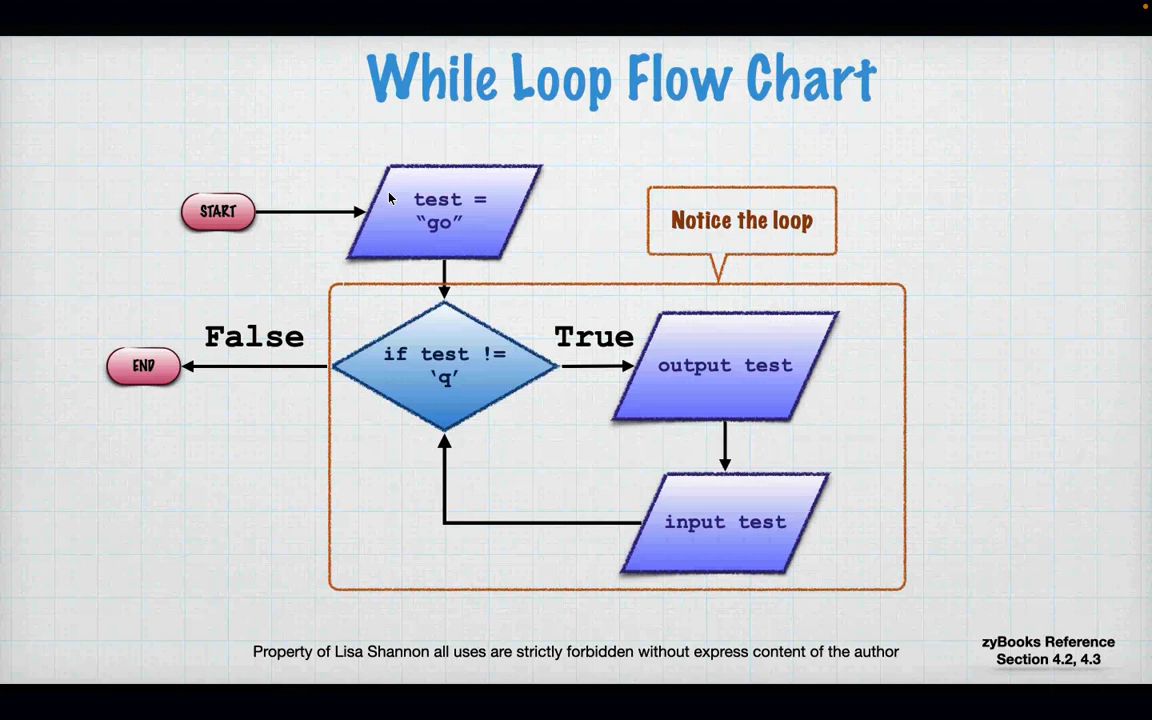 While Loop Flow Chart
START
test =
“go”
Notice the loop
False
True
END
if test !=
‘q’
output test
input test
Property of Lisa Shannon all uses are strictly forbidden without express content of the author
zyBooks Reference
Section 4.2, 4.3